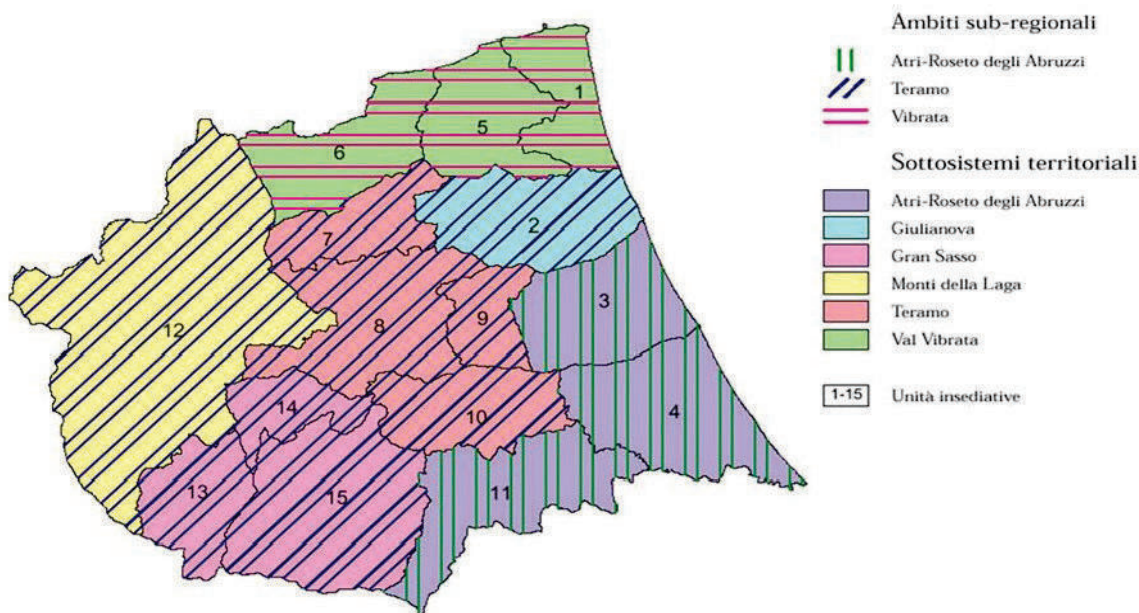 Ambiti sub-regionali
Atri-Roseto degli Abruzzi
Teramo
Vibrata
Sottosistemi territoriali
Atri-Roseto degli Abruzzi
Giulianova
Gran Sasso
Monti della Laga
Teramo
Val Vibrata
1-15 Unità insediative
1
5
6
2
7
3
9
8
12
14
10
4
13
15
11